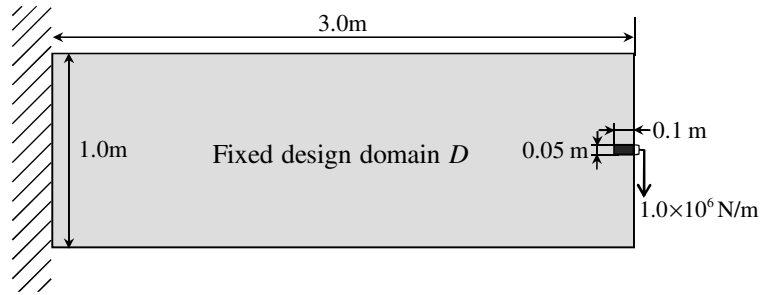 3.0m
0.1 m
1.0m
Fixed design domain D
0.05 m
1.0×10⁶ N/m